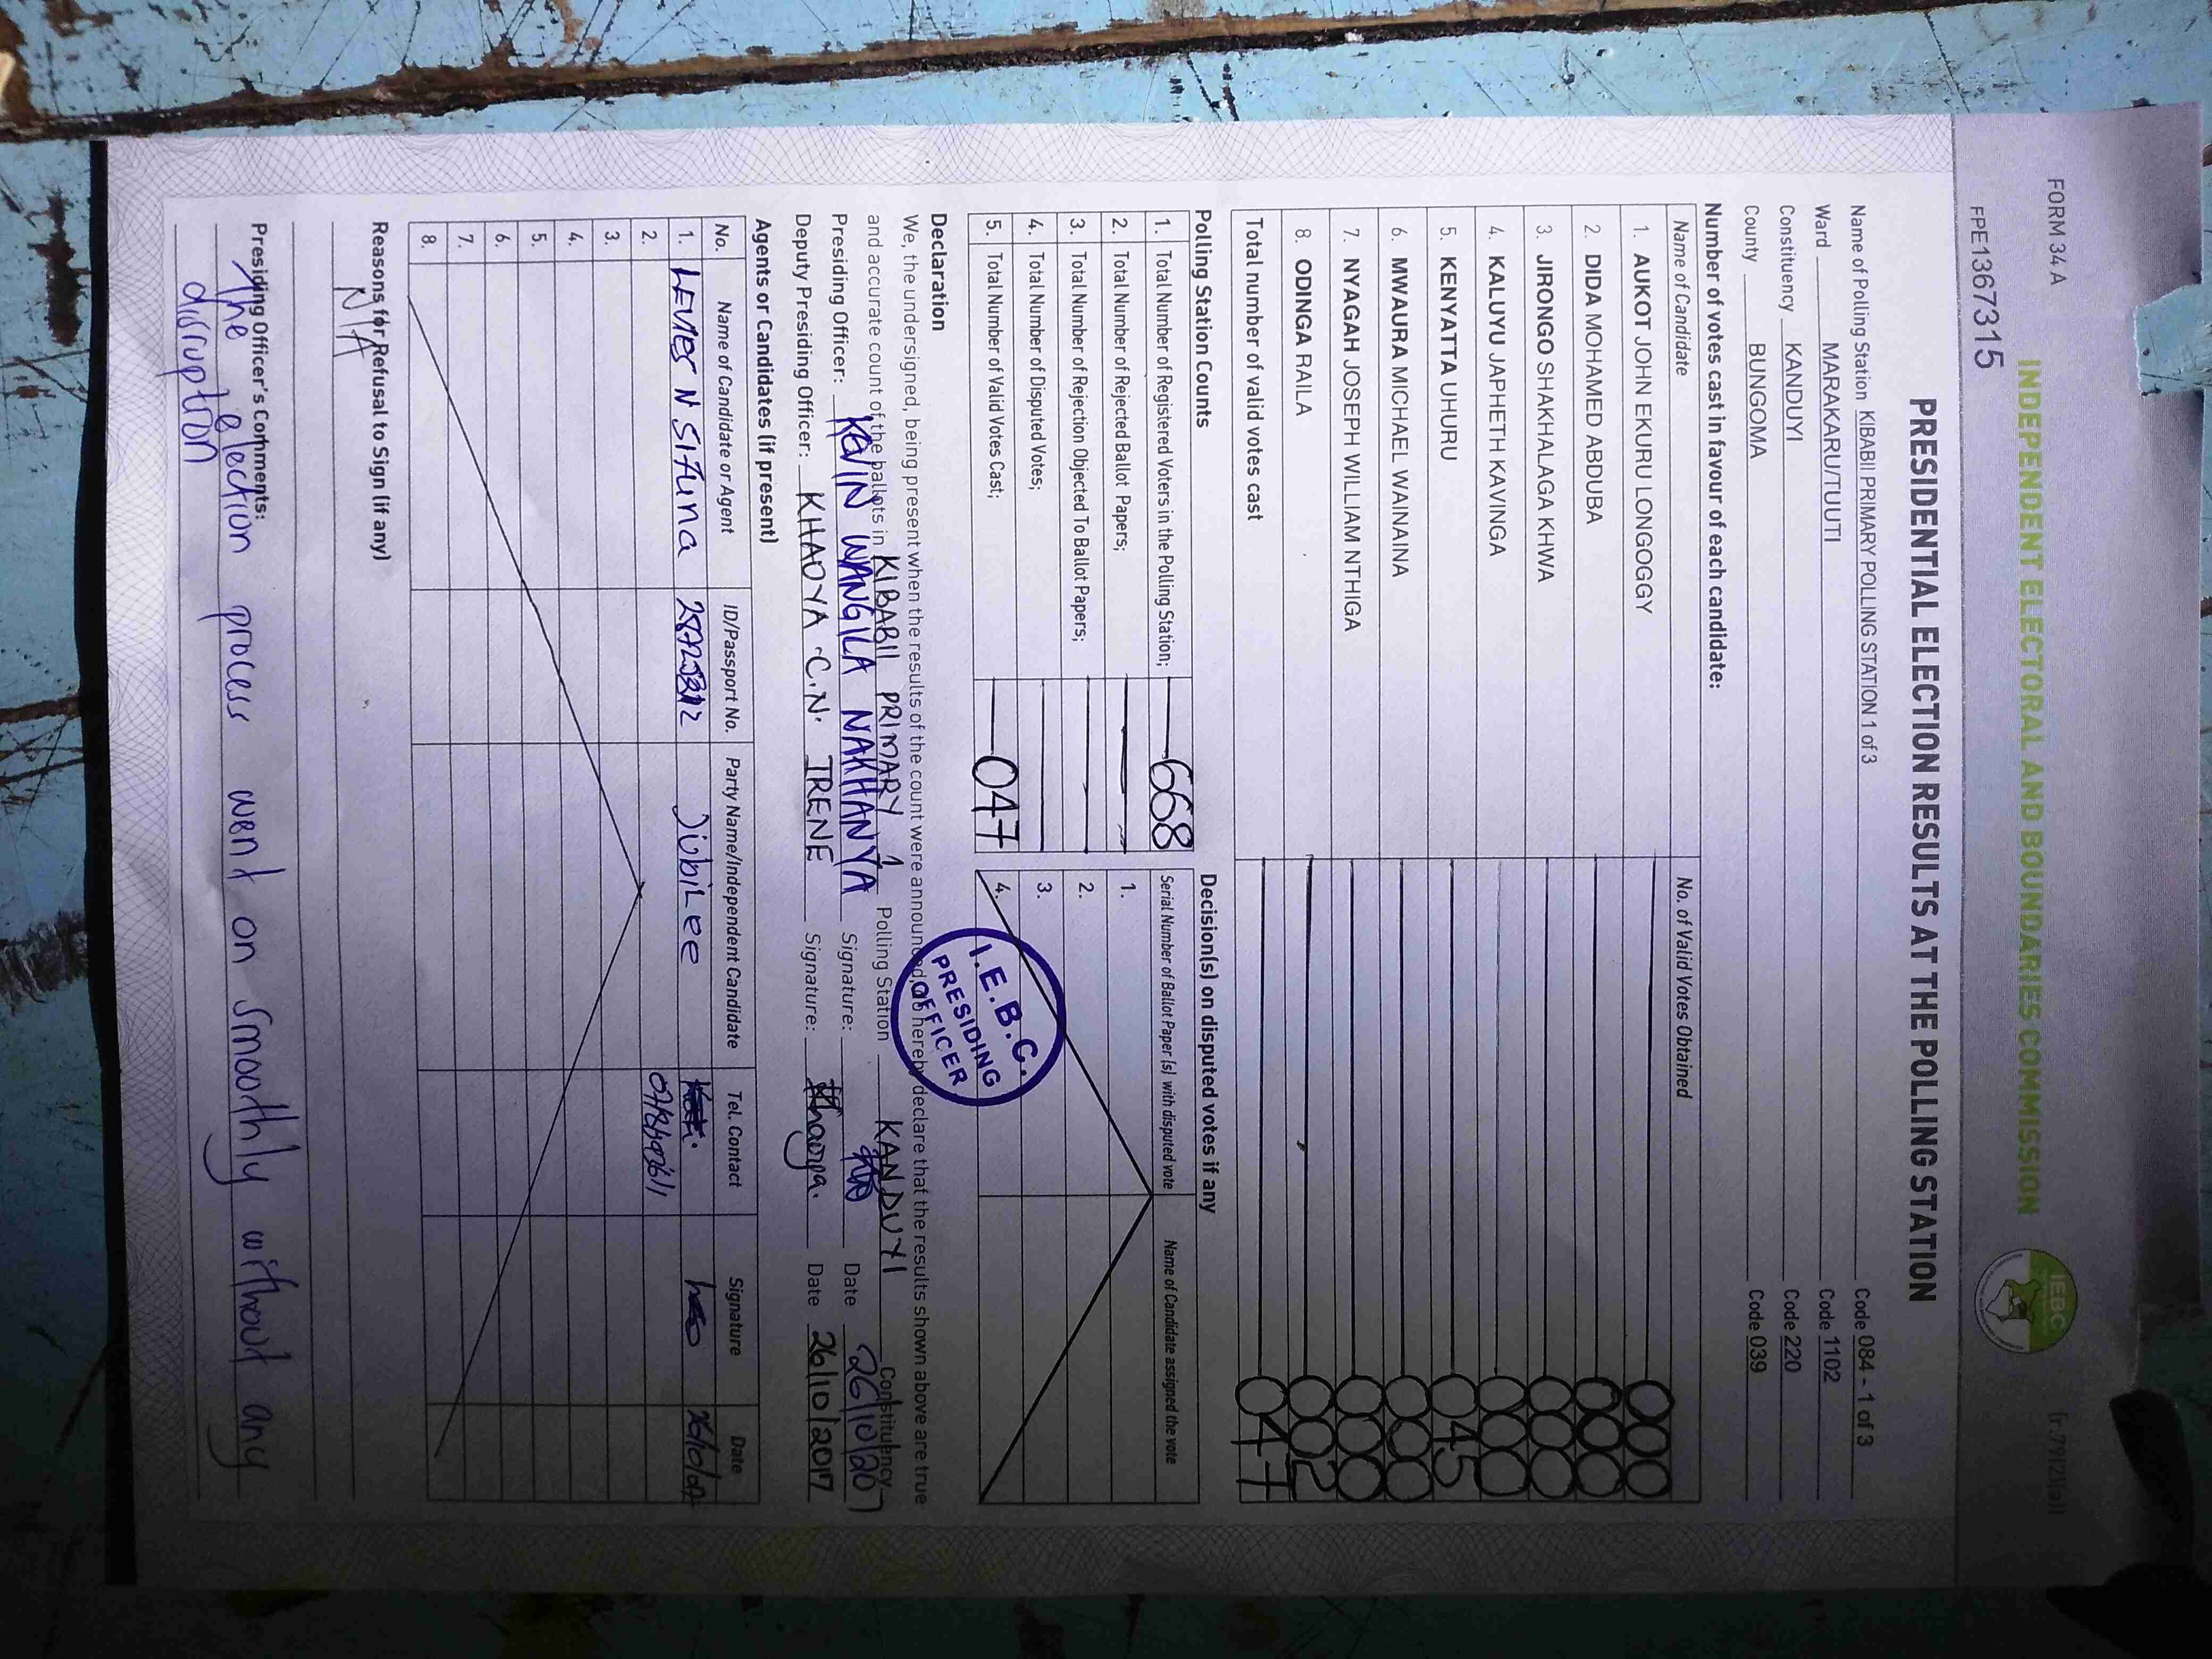 FORM 34 A
(r.79(2)(a))
INDEPENDENT ELECTORAL AND BOUNDARIES COMMISSION
IEBC
FPE1367315
PRESIDENTIAL ELECTION RESULTS AT THE POLLING STATION
Name of Polling Station KIBABII PRIMARY POLLING STATION 1 of 3 Code 084 - 1 of 3
Ward MARAKARU/TUUTI Code 1102
Constituency KANDUYI Code 220
County BUNGOMA Code 039
Number of votes cast in favour of each candidate:
Name of Candidate No. of Valid Votes Obtained
1. AUKOT JOHN EKURU LONGOGGY 000
2. DIDA MOHAMED ABDUBA 000
3. JIRONGO SHAKHALAGA KHWA 000
4. KALUYU JAPHETH KAVINGA 000
5. KENYATTA UHURU 045
6. MWAURA MICHAEL WAINAINA 000
7. NYAGAH JOSEPH WILLIAM NTHIGA 000
8. ODINGA RAILA 002
Total number of valid votes cast 047
Polling Station Counts
1. Total Number of Registered Voters in the Polling Station; 668
2. Total Number of Rejected Ballot Papers;
3. Total Number of Rejection Objected To Ballot Papers;
4. Total Number of Disputed Votes;
5. Total Number of Valid Votes Cast; 047
Decision(s) on disputed votes if any
Serial Number of Ballot Paper (s) with disputed vote Name of Candidate assigned the vote
1.
2.
3.
4.
I.E.B.C.
PRESIDING
OFFICER
Declaration
We, the undersigned, being present when the results of the count were announced, do hereby declare that the results shown above are true
and accurate count of the ballots in KIBABII PRIMARY 1 Polling Station KANDUYI Constituency
Presiding Officer: KEVIN WANGILA NAKHANYA Signature: Date 26/10/2017
Deputy Presiding Officer: KHAOYA .C.N. IRENE Signature: Khaoya. Date 26/10/2017
Agents or Candidates (if present)
No. Name of Candidate or Agent ID/Passport No. Party Name/Independent Candidate Tel. Contact Signature Date
1. LEVIES N SIFUNA JUBILEE
2.
3.
4.
5.
6.
7.
8.
Reasons for Refusal to Sign (if any)
N/A
Presiding Officer's Comments:
The election process went on smoothly without any
disruption